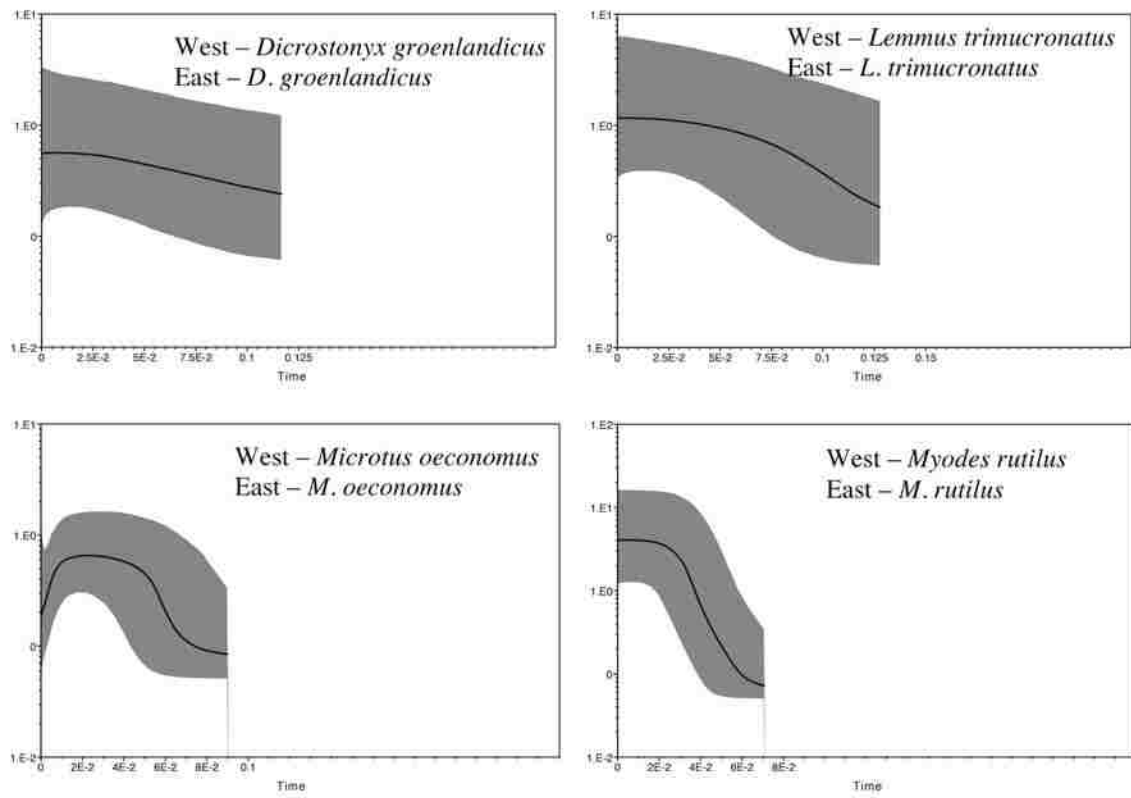 1.E1
West – Dicrostonyx groenlandicus
East – D. groenlandicus
1.E0
0
1.E-2
0 2.5E-2 5E-2 7.5E-2 0.1 0.125
Time
1.E1
West – Lemmus trimucronatus
East – L. trimucronatus
1.E0
0
1.E-2
0 2.5E-2 5E-2 7.5E-2 0.1 0.125 0.15
Time
1.E1
West – Microtus oeconomus
East – M. oeconomus
1.E0
0
1.E-2
0 2E-2 4E-2 6E-2 8E-2 0.1
Time
1.E2
West – Myodes rutilus
East – M. rutilus
1.E1
1.E0
0
1.E-2
0 2E-2 4E-2 6E-2 8E-2
Time